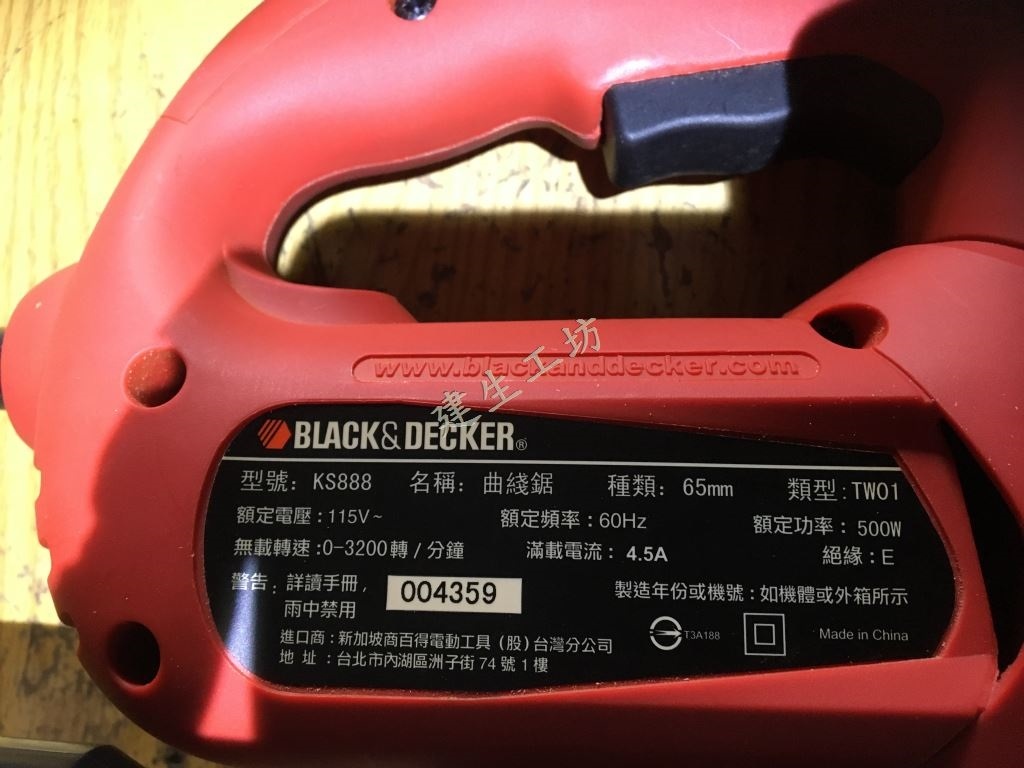 www.blackanddecker.com
建生工坊
BLACK&DECKER®
型號: KS888 名稱: 曲綫鋸 種類: 65mm 類型: TW01
額定電壓: 115V~ 額定頻率: 60Hz 額定功率: 500W
無載轉速: 0-3200轉/分鐘 滿載電流: 4.5A 絕緣: E
警告: 詳讀手冊, 004359 製造年份或機號: 如機體或外箱所示
雨中禁用
進口商: 新加坡商百得電動工具 (股) 台灣分公司 T3A188 Made in China
地 址: 台北市內湖區洲子街74號1樓